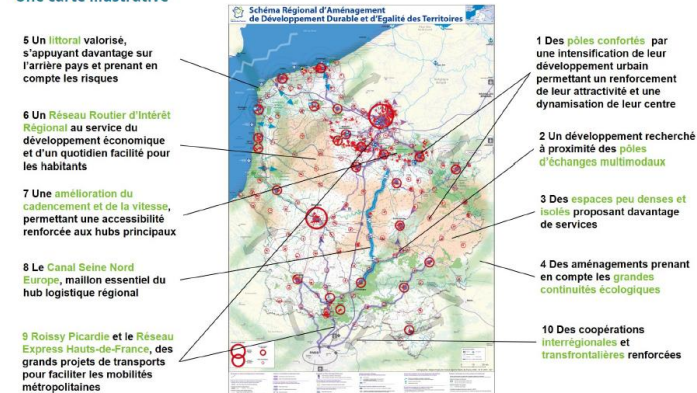 Une carte illustrative
Schéma Régional d'Aménagement
de Développement Durable et d'Egalité des Territoires
5 Un littoral valorisé,
s'appuyant davantage sur
l'arrière pays et prenant en
compte les risques
6 Un Réseau Routier d'Intérêt
Régional au service du
développement économique
et d'un quotidien facilité pour
les habitants
7 Une amélioration du
cadencement et de la vitesse,
permettant une accessibilité
renforcée aux hubs principaux
8 Le Canal Seine Nord
Europe, maillon essentiel du
hub logistique régional
9 Roissy Picardie et le Réseau
Express Hauts-de-France, des
grands projets de transports
pour faciliter les mobilités
métropolitaines
1 Des pôles confortés par
une intensification de leur
développement urbain
permettant un renforcement
de leur attractivité et une
dynamisation de leur centre
2 Un développement recherché
à proximité des pôles
d'échanges multimodaux
3 Des espaces peu denses et
isolés proposant davantage
de services
4 Des aménagements prenant
en compte les grandes
continuités écologiques
10 Des coopérations
interrégionales et
transfrontalières renforcées